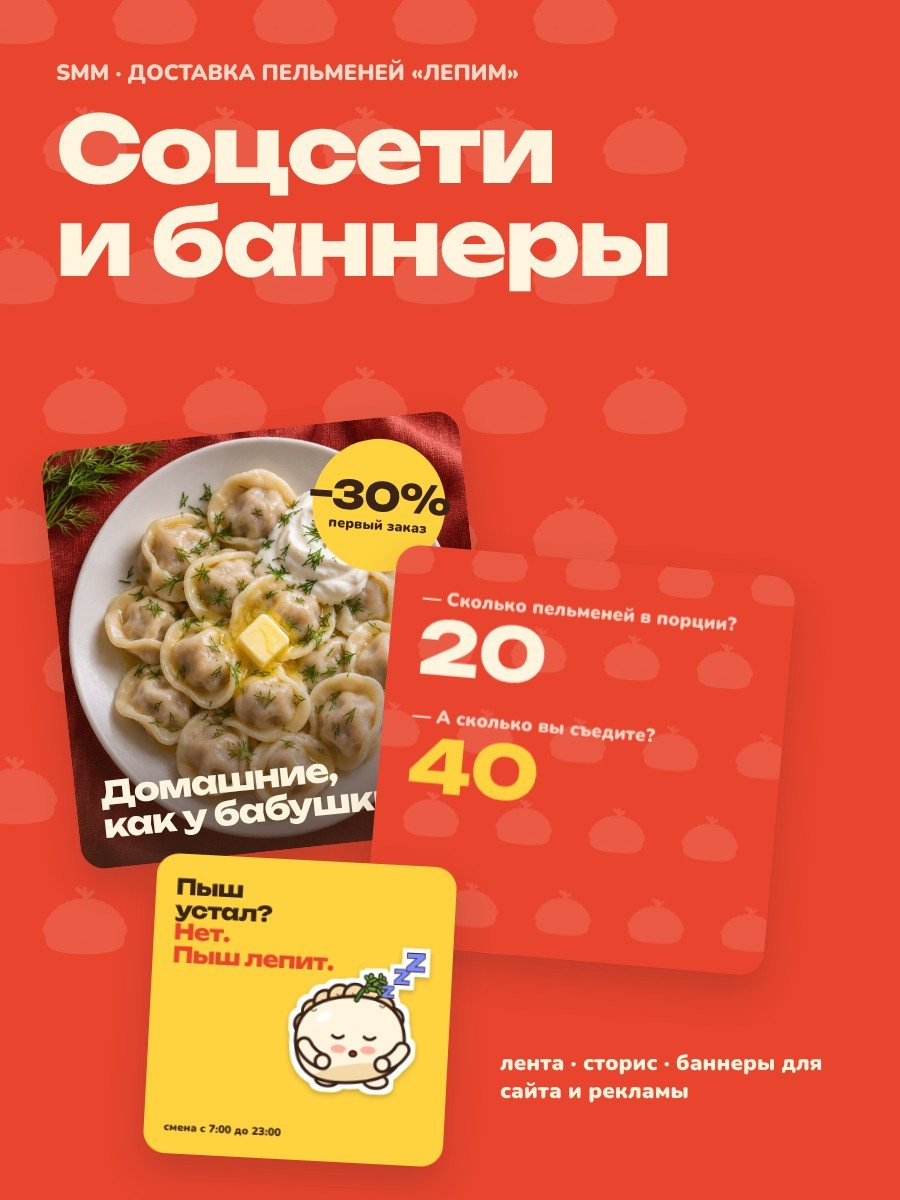 SMM · ДОСТАВКА ПЕЛЬМЕНЕЙ «ЛЕПИМ»
Соцсети
и баннеры
–30%
первый заказ
Домашние,
как у бабушк
— Сколько пельменей в порции?
20
— А сколько вы съедите?
40
Пыш
устал?
Нет.
Пыш лепит.
z z z
смена с 7:00 до 23:00
лента · сторис · баннеры для
сайта и рекламы